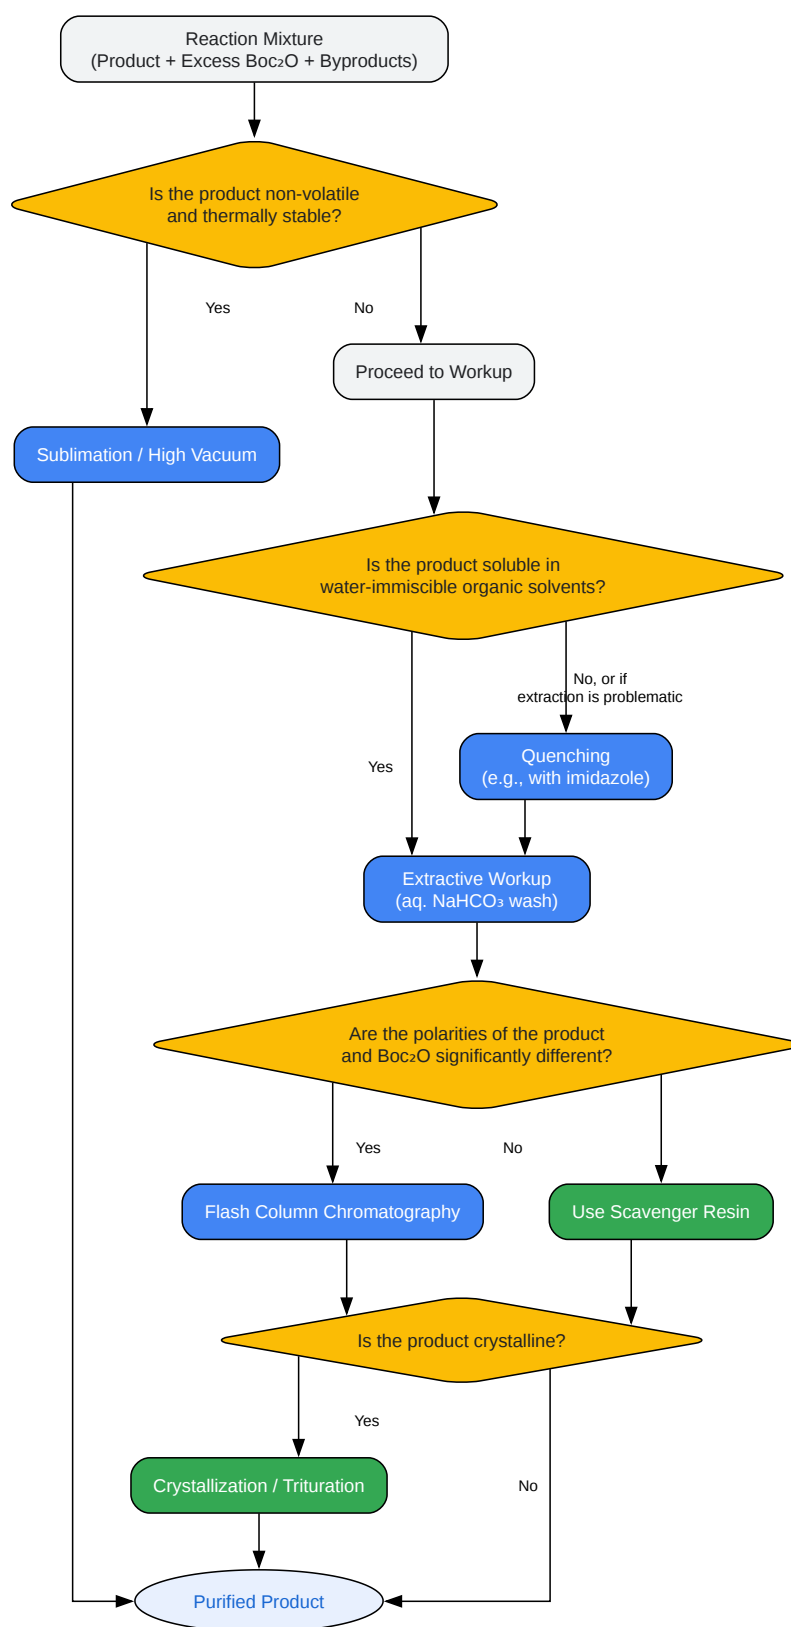 Reaction Mixture
(Product + Excess Boc₂O + Byproducts)
Is the product non-volatile
and thermally stable?
Yes
No
Proceed to Workup
Sublimation / High Vacuum
Is the product soluble in
water-immiscible organic solvents?
No, or if
extraction is problematic
Quenching
(e.g., with imidazole)
Yes
Extractive Workup
(aq. NaHCO₃ wash)
Are the polarities of the product
and Boc₂O significantly different?
Yes
No
Flash Column Chromatography
Use Scavenger Resin
Is the product crystalline?
Yes
Crystallization / Trituration
No
Purified Product